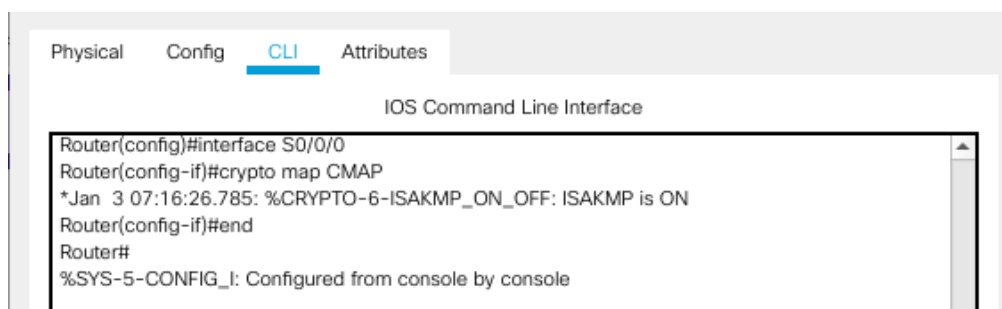 Physical Config CLI Attributes
IOS Command Line Interface
Router(config)#interface S0/0/0
Router(config-if)#crypto map CMAP
*Jan 3 07:16:26.785: %CRYPTO-6-ISAKMP_ON_OFF: ISAKMP is ON
Router(config-if)#end
Router#
%SYS-5-CONFIG_I: Configured from console by console